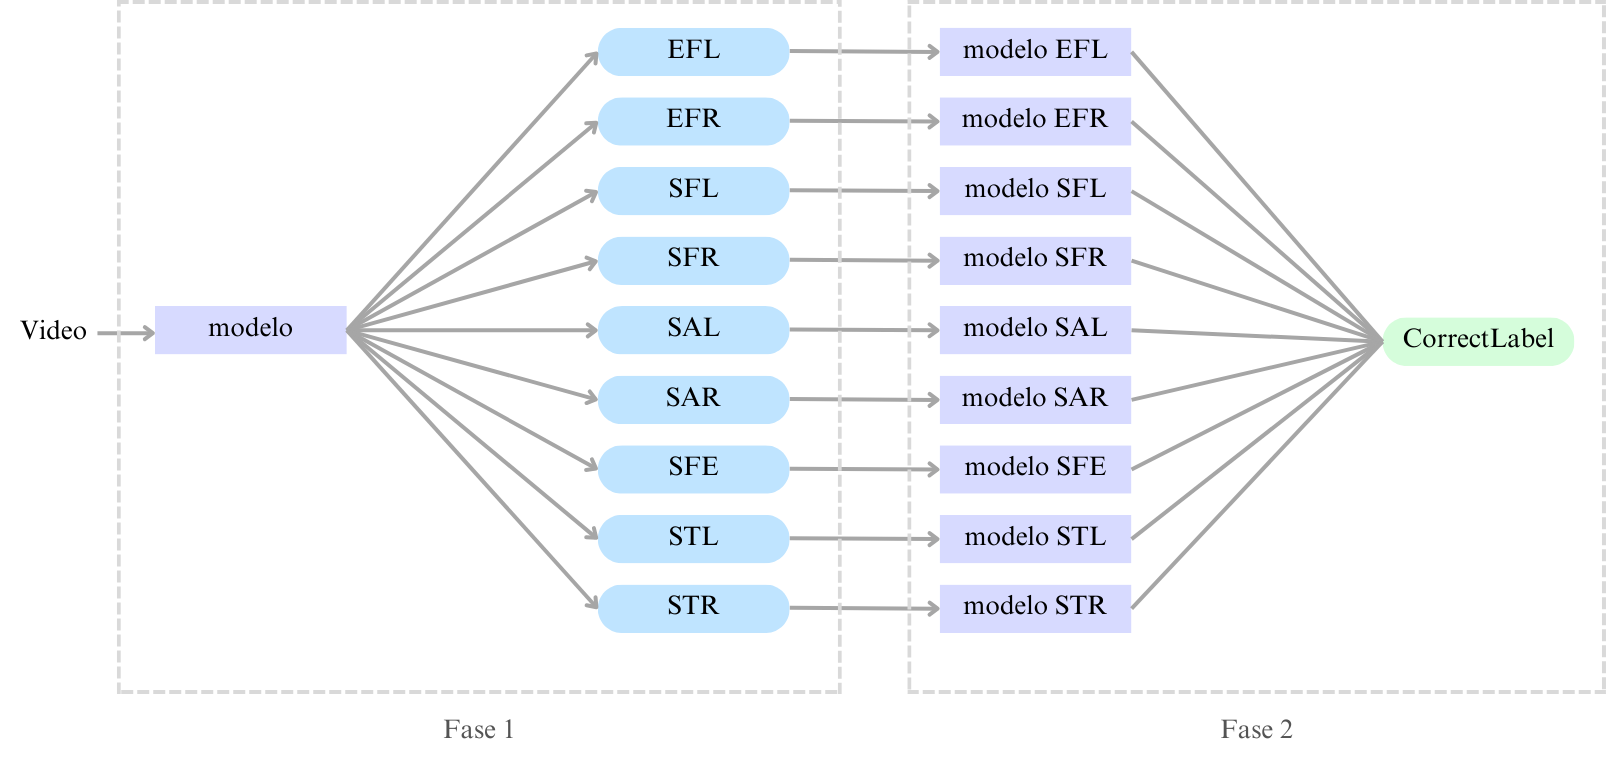 EFL
modelo EFL
EFR
modelo EFR
SFL
modelo SFL
SFR
modelo SFR
Video
modelo
SAL
modelo SAL
CorrectLabel
SAR
modelo SAR
SFE
modelo SFE
STL
modelo STL
STR
modelo STR
Fase 1
Fase 2